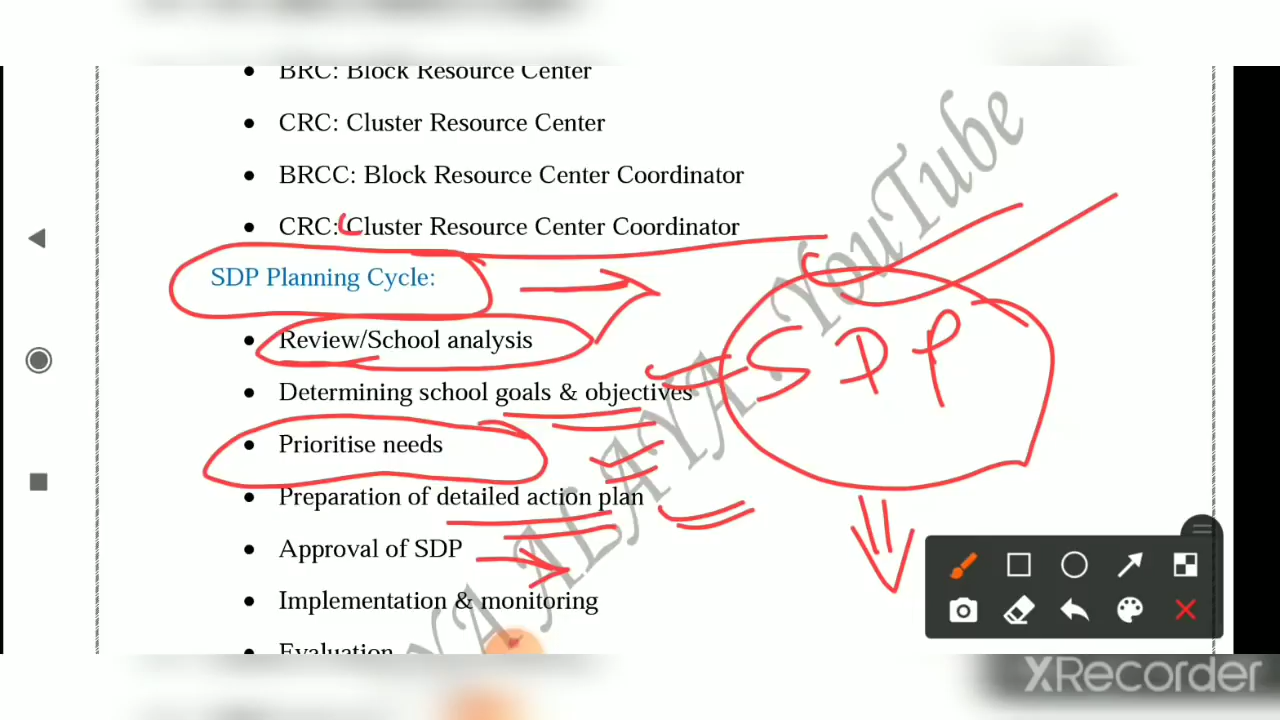 BRC: Block Resource Center
CRC: Cluster Resource Center
BRCC: Block Resource Center Coordinator
CRC: Cluster Resource Center Coordinator
SDP Planning Cycle:
Review/School analysis
Determining school goals & objectives
Prioritise needs
Preparation of detailed action plan
Approval of SDP
Implementation & monitoring
Evaluation
SDP
YA ALAYA. YouTube
XRecorder